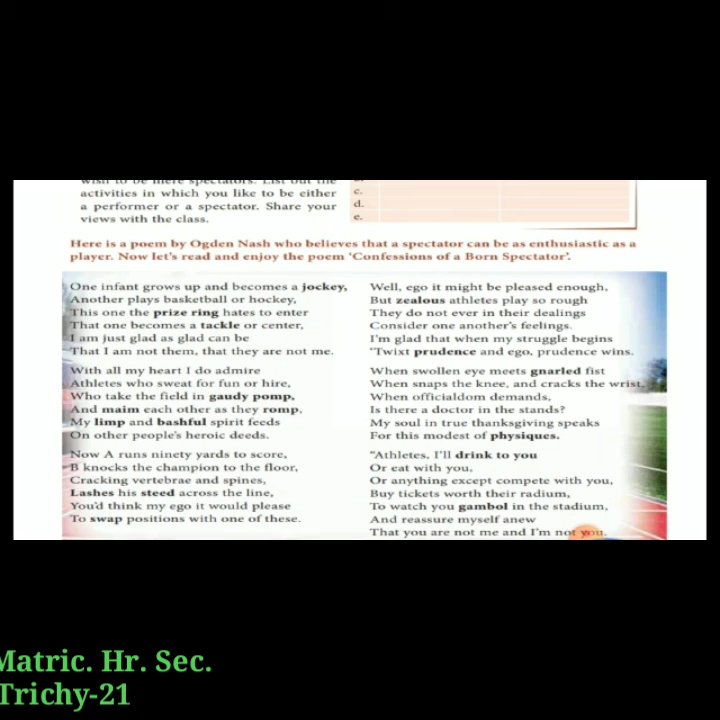 wish to be mere spectators. List out the
activities in which you like to be either
a performer or a spectator. Share your
views with the class.
c.
d.
e.
Here is a poem by Ogden Nash who believes that a spectator can be as enthusiastic as a
player. Now let's read and enjoy the poem 'Confessions of a Born Spectator'.
One infant grows up and becomes a jockey,
Another plays basketball or hockey,
This one the prize ring hates to enter
That one becomes a tackle or center,
I am just glad as glad can be
That I am not them, that they are not me.
With all my heart I do admire
Athletes who sweat for fun or hire,
Who take the field in gaudy pomp,
And maim each other as they romp,
My limp and bashful spirit feeds
On other people's heroic deeds.
Now A runs ninety yards to score,
B knocks the champion to the floor,
Cracking vertebrae and spines,
Lashes his steed across the line,
You'd think my ego it would please
To swap positions with one of these.
Well, ego it might be pleased enough,
But zealous athletes play so rough
They do not ever in their dealings
Consider one another's feelings.
I'm glad that when my struggle begins
'Twixt prudence and ego, prudence wins.
When swollen eye meets gnarled fist
When snaps the knee, and cracks the wrist,
When officialdom demands,
Is there a doctor in the stands?
My soul in true thanksgiving speaks
For this modest of physiques.
"Athletes, I'll drink to you
Or eat with you,
Or anything except compete with you,
Buy tickets worth their radium,
To watch you gambol in the stadium,
And reassure myself anew
That you are not me and I'm not you.
Matric. Hr. Sec.
Trichy-21